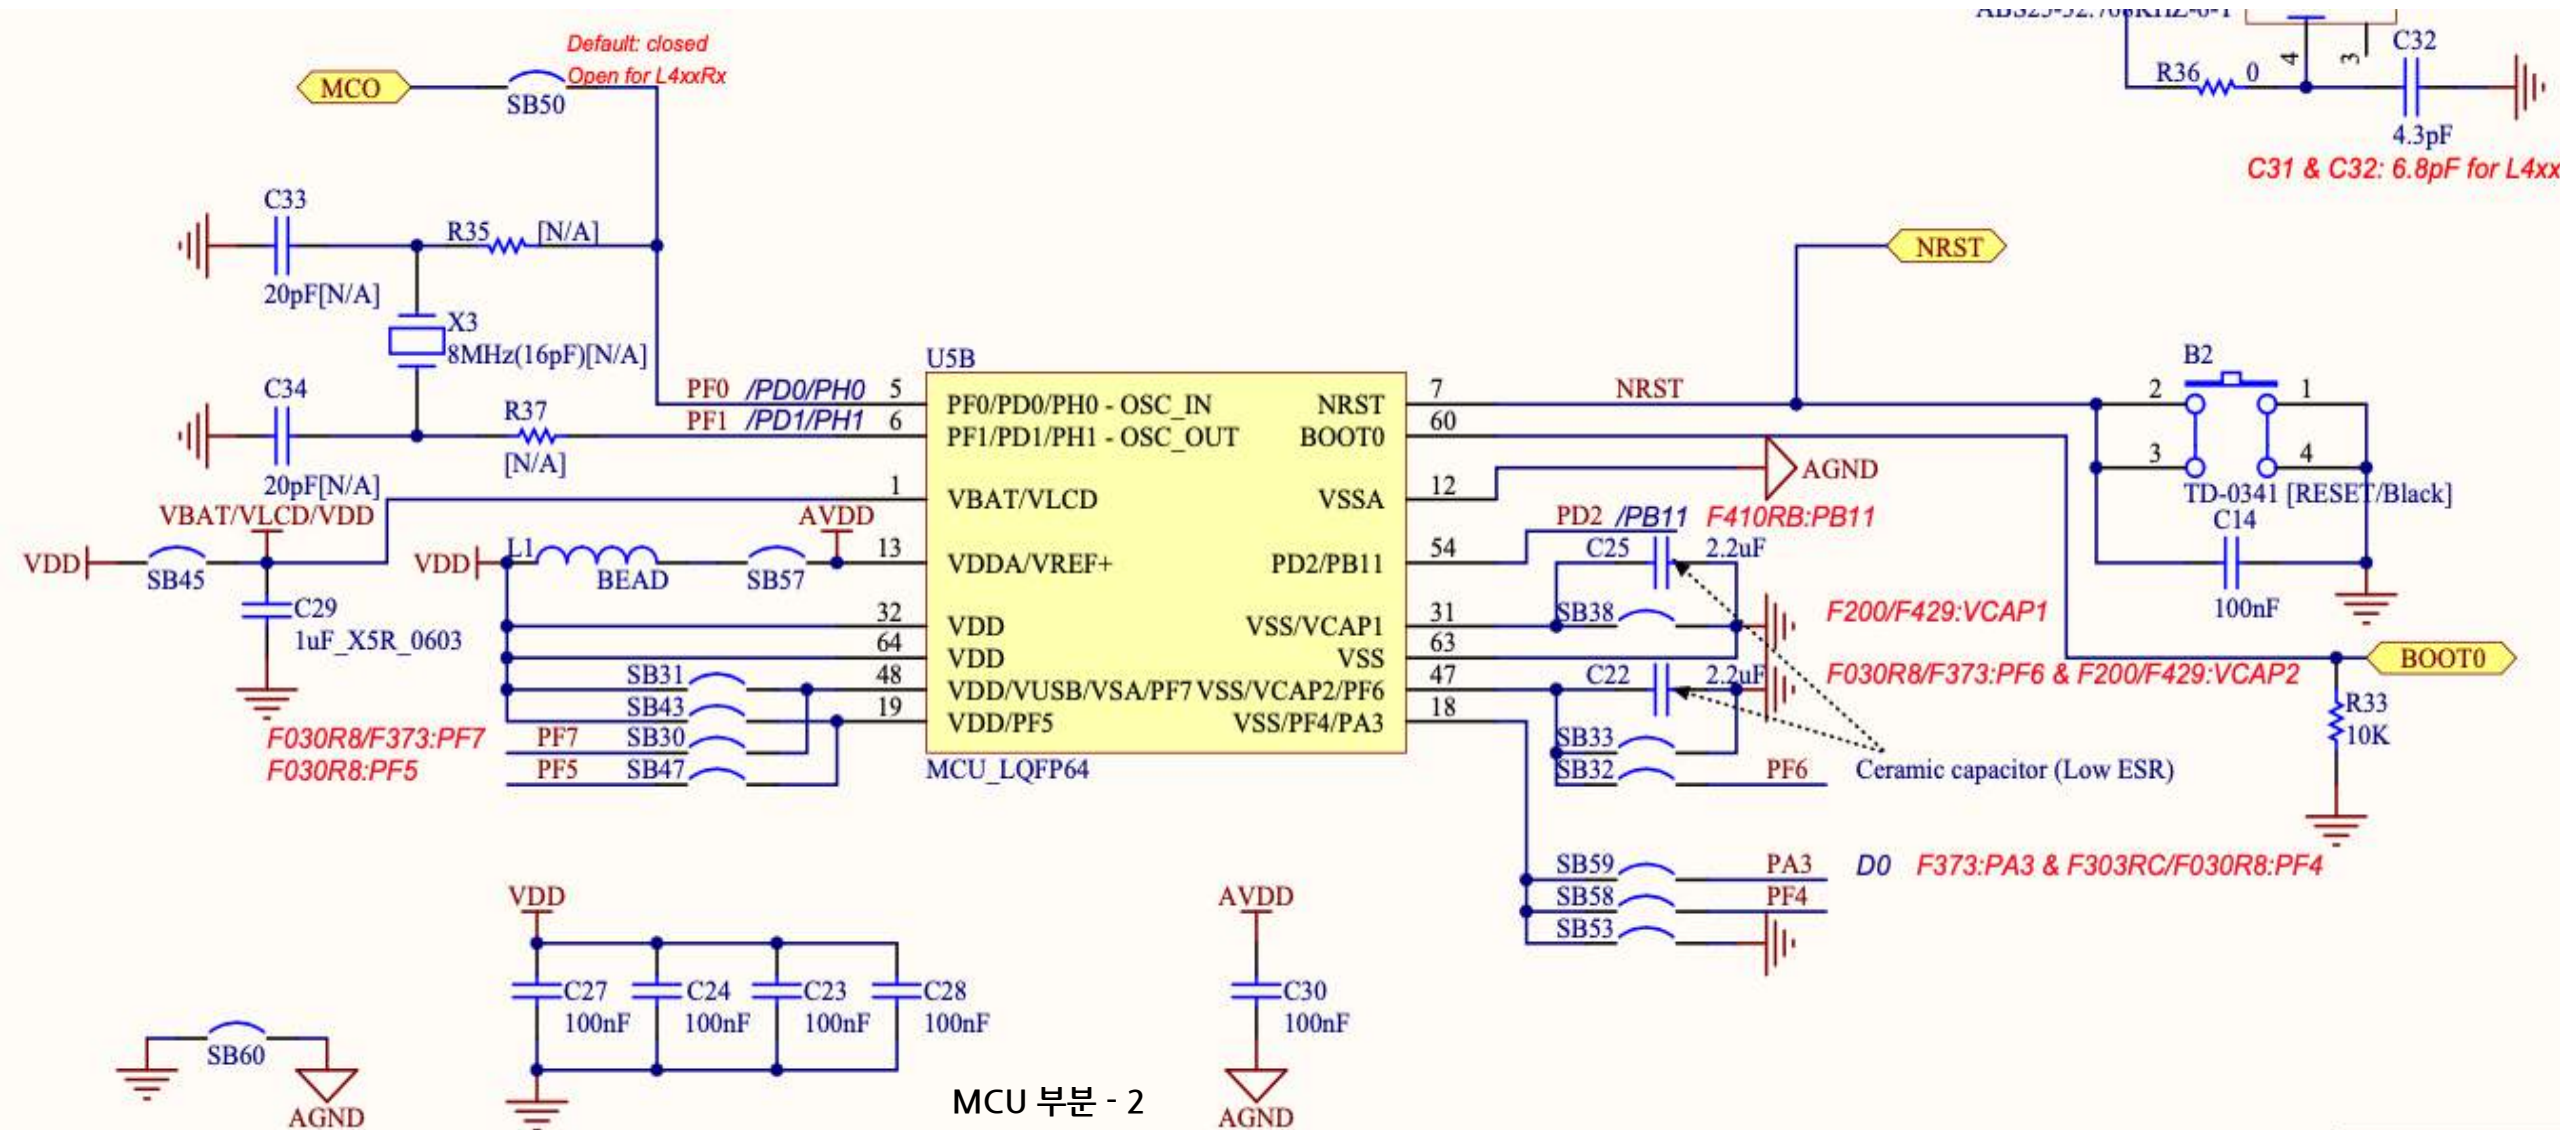 Default: closed
Open for L4xxRx
MCO
SB50
R36 0
4
3
C32
4.3pF
C31 & C32: 6.8pF for L4xx
C33
20pF[N/A]
R35 [N/A]
X3
8MHz(16pF)[N/A]
C34
20pF[N/A]
R37
[N/A]
NRST
U5B
PF0 /PD0/PH0 5 PF0/PD0/PH0 - OSC_IN
PF1 /PD1/PH1 6 PF1/PD1/PH1 - OSC_OUT
1 VBAT/VLCD
13 VDDA/VREF+
32 VDD
64 VDD
48 VDD/VUSB/VSA/PF7
19 VDD/PF5
NRST 7 NRST
BOOT0 60
VSSA 12 AGND
PD2/PB11 54
VSS/VCAP1 31
VSS 63
VSS/VCAP2/PF6 47
VSS/PF4/PA3 18
MCU_LQFP64
VBAT/VLCD/VDD
VDD
SB45
C29
1uF_X5R_0603
VDD
L1
BEAD
SB57
AVDD
SB31
SB43
PF7 SB30
PF5 SB47
F030R8/F373:PF7
F030R8:PF5
PD2 /PB11 F410RB:PB11
C25 2.2uF
SB38
F200/F429:VCAP1
C22 2.2uF
F030R8/F373:PF6 & F200/F429:VCAP2
SB33
SB32 PF6
Ceramic capacitor (Low ESR)
B2
2 1
3 4
TD-0341 [RESET/Black]
C14
100nF
BOOT0
R33
10K
SB59 PA3 D0 F373:PA3 & F303RC/F030R8:PF4
SB58 PF4
SB53
VDD
C27
100nF
C24
100nF
C23
100nF
C28
100nF
AVDD
C30
100nF
AGND
SB60
AGND
MCU 부분 - 2